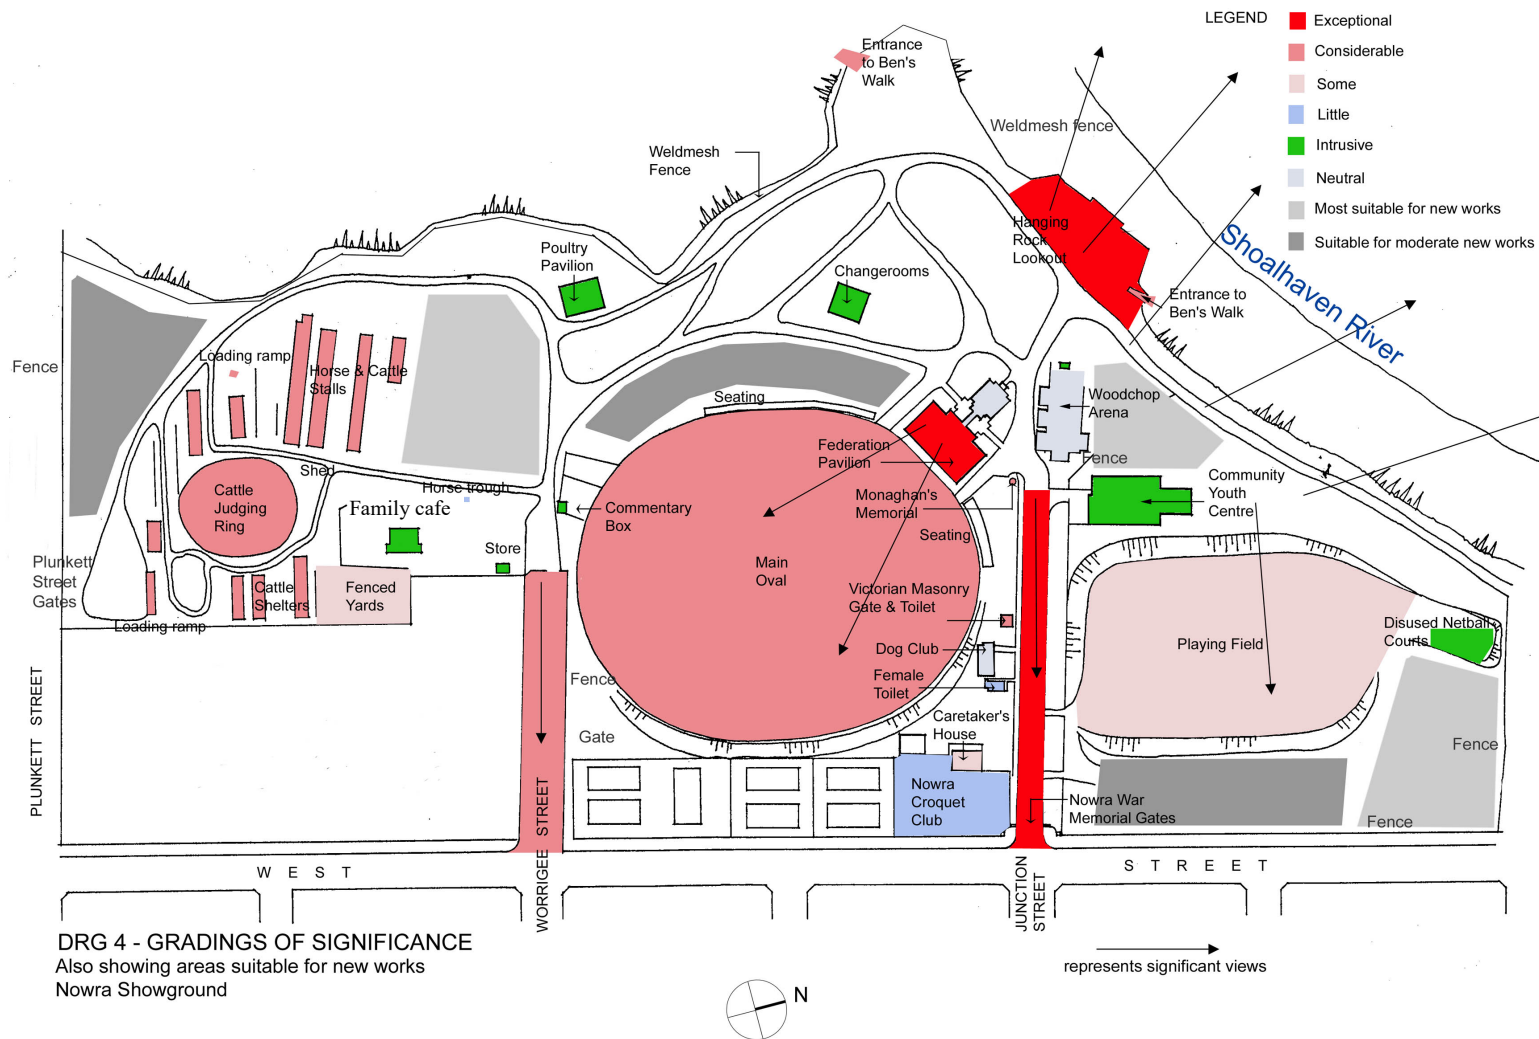 LEGEND
Exceptional
Considerable
Some
Little
Intrusive
Neutral
Most suitable for new works
Suitable for moderate new works
Entrance
to Ben's
Walk
Weldmesh fence
Weldmesh
Fence
Hanging
Rock
Lookout
Shoalhaven River
Entrance to
Ben's Walk
Poultry
Pavilion
Changerooms
Fence
Loading ramp
Horse & Cattle
Stalls
Seating
Woodchop
Arena
Federation
Pavilion
Fence
Shed
Horse trough
Cattle
Judging
Ring
Family cafe
Commentary
Box
Monaghan's
Memorial
Community
Youth
Centre
Seating
Store
Main
Oval
Plunkett
Street
Gates
Cattle
Shelters
Fenced
Yards
Loading ramp
Victorian Masonry
Gate & Toilet
Disused Netball
Courts
Playing Field
Dog Club
Female
Toilet
Fence
Caretaker's
House
Gate
Fence
PLUNKETT STREET
WORRIGEE STREET
Nowra
Croquet
Club
Nowra War
Memorial Gates
Fence
WEST
STREET
JUNCTION
STREET
DRG 4 - GRADINGS OF SIGNIFICANCE
Also showing areas suitable for new works
Nowra Showground
represents significant views
N